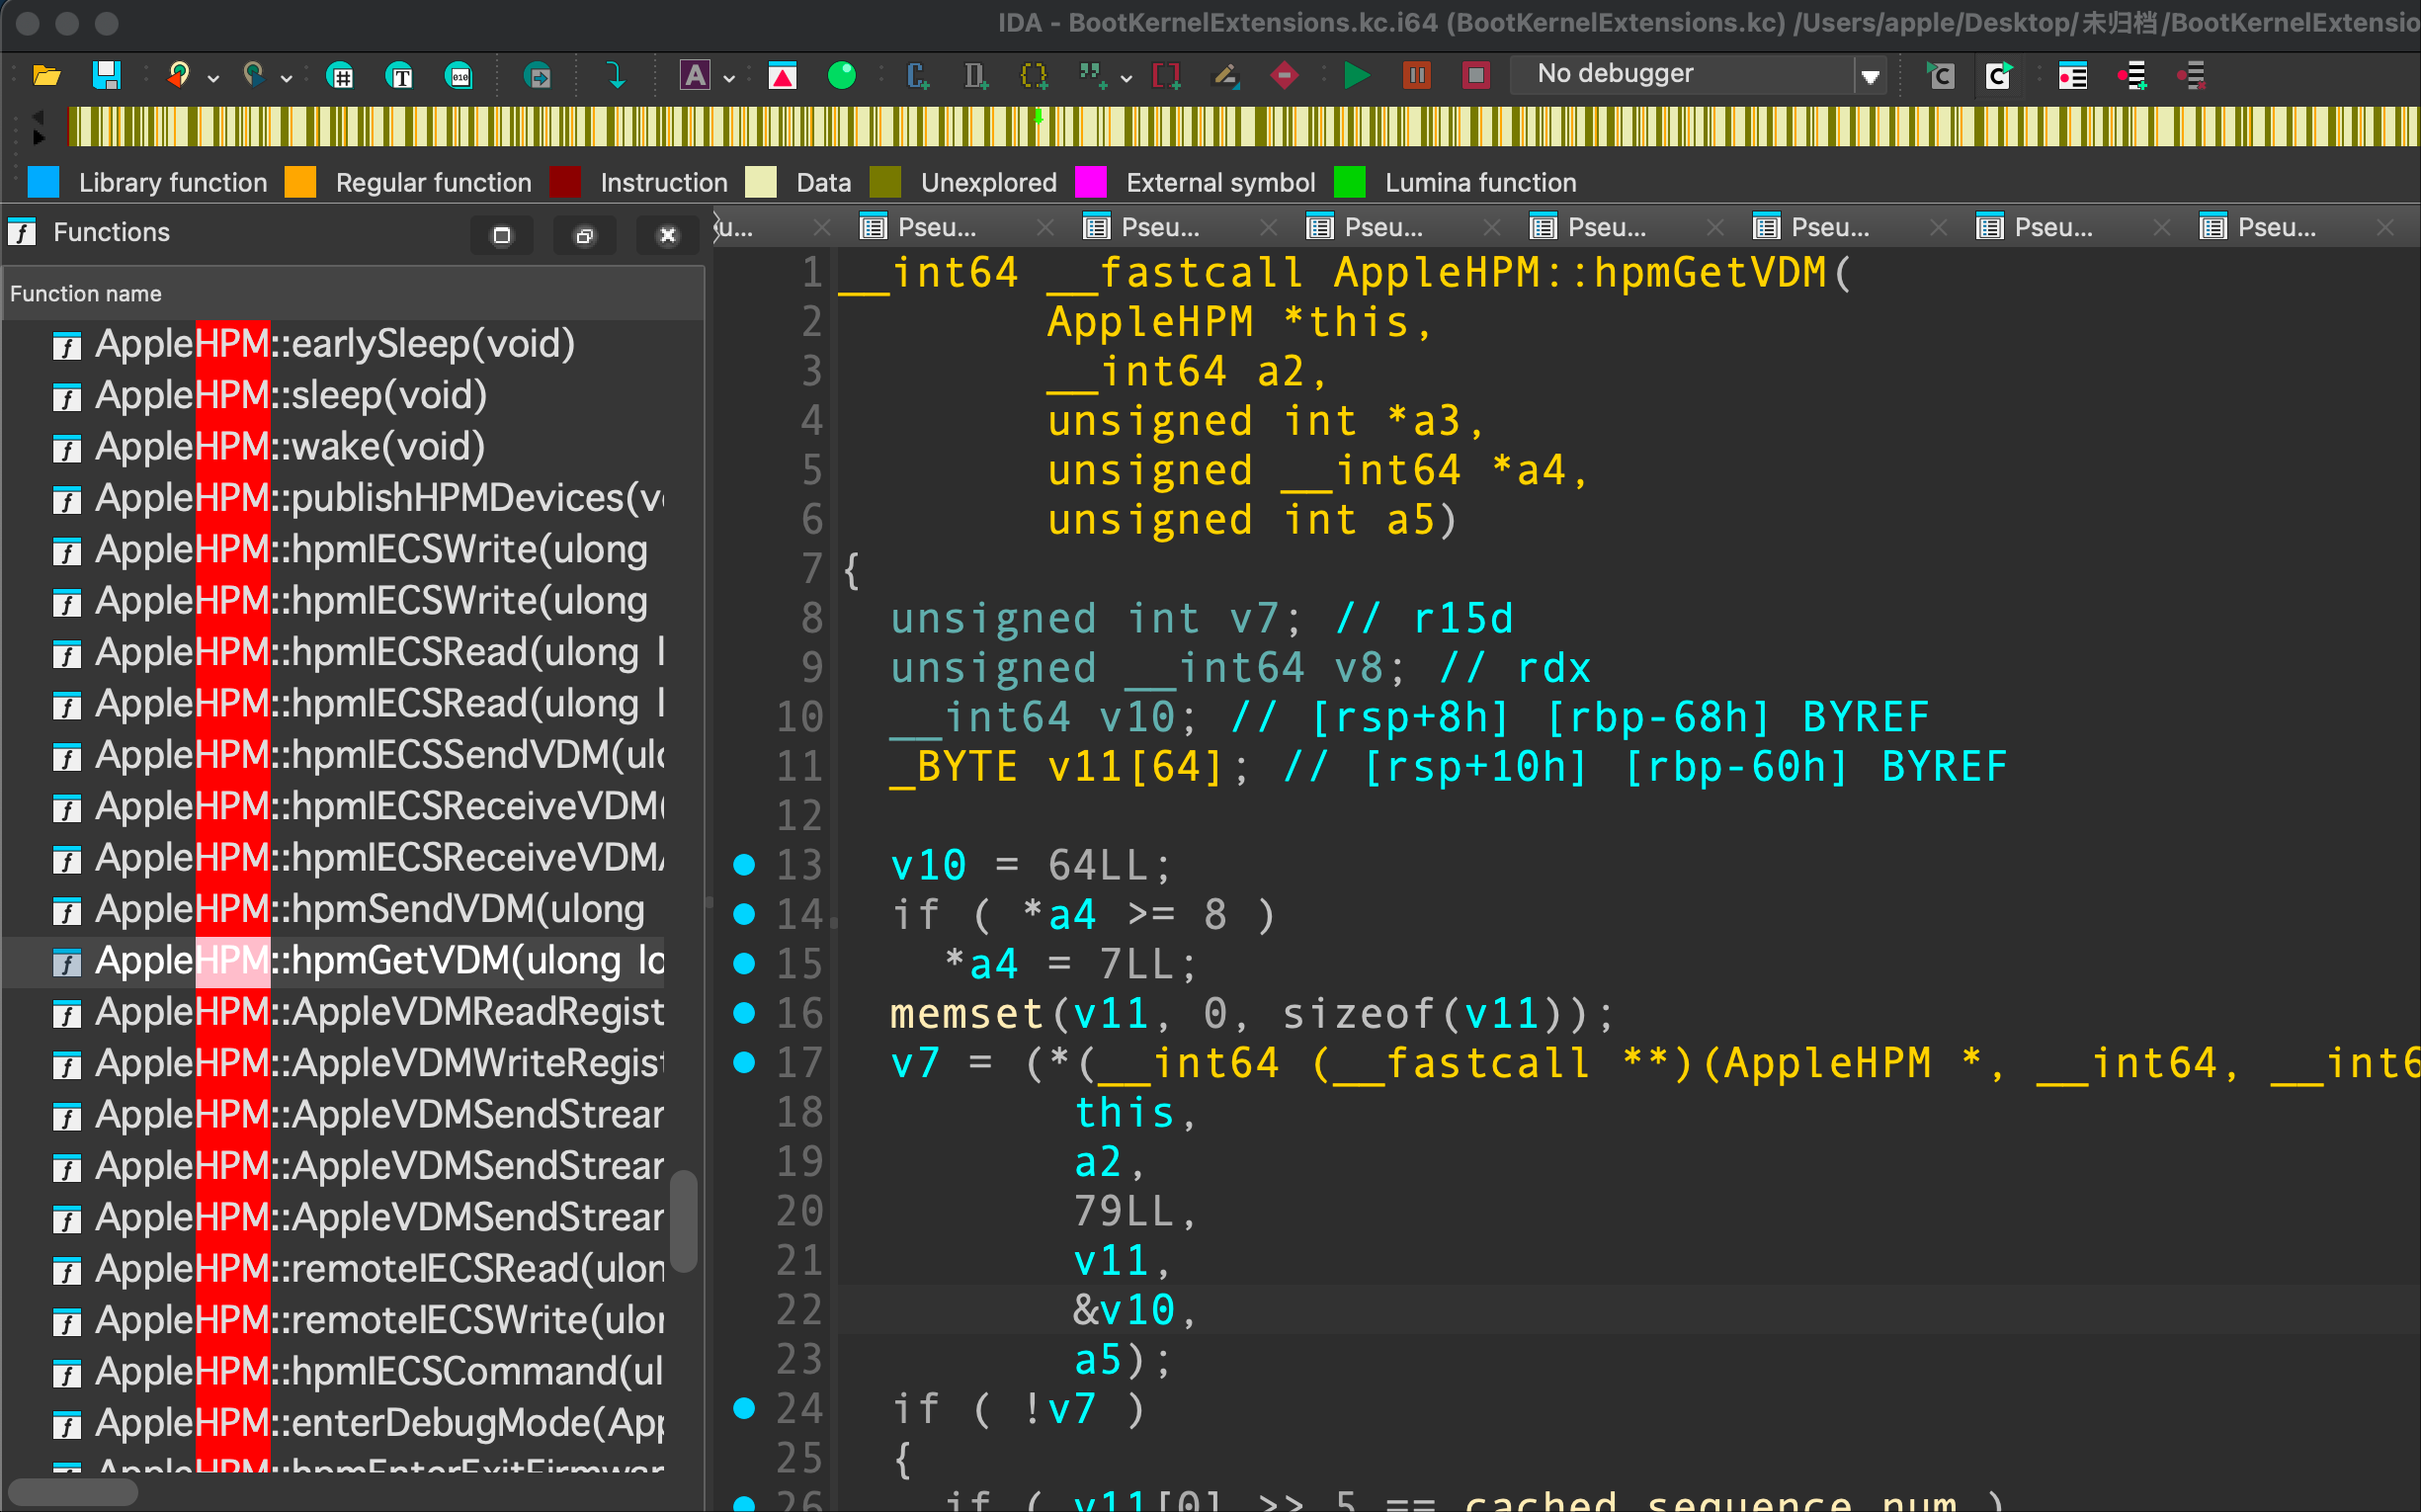 IDA - BootKernelExtensions.kc.i64 (BootKernelExtensions.kc) /Users/apple/Desktop/未归档/BootKernelExtensio
No debugger
Library function Regular function Instruction Data Unexplored External symbol Lumina function
Functions
Function name
AppleHPM::earlySleep(void)
AppleHPM::sleep(void)
AppleHPM::wake(void)
AppleHPM::publishHPMDevices(v
AppleHPM::hpmIECSWrite(ulong
AppleHPM::hpmIECSWrite(ulong
AppleHPM::hpmIECSRead(ulong l
AppleHPM::hpmIECSRead(ulong l
AppleHPM::hpmIECSSendVDM(ul
AppleHPM::hpmIECSReceiveVDM(
AppleHPM::hpmIECSReceiveVDM
AppleHPM::hpmSendVDM(ulong
AppleHPM::hpmGetVDM(ulong lo
AppleHPM::AppleVDMReadRegist
AppleHPM::AppleVDMWriteRegist
AppleHPM::AppleVDMSendStrear
AppleHPM::AppleVDMSendStrear
AppleHPM::AppleVDMSendStrear
AppleHPM::remoteIECSRead(ulon
AppleHPM::remoteIECSWrite(ulor
AppleHPM::hpmIECSCommand(ul
AppleHPM::enterDebugMode(App
AppleHPM::hpmEnterExitFirmwar
u... Pseu... Pseu... Pseu... Pseu... Pseu... Pseu... Pseu...
1 __int64 __fastcall AppleHPM::hpmGetVDM(
2 AppleHPM *this,
3 __int64 a2,
4 unsigned int *a3,
5 unsigned __int64 *a4,
6 unsigned int a5)
7 {
8 unsigned int v7; // r15d
9 unsigned __int64 v8; // rdx
10 __int64 v10; // [rsp+8h] [rbp-68h] BYREF
11 _BYTE v11[64]; // [rsp+10h] [rbp-60h] BYREF
12
13 v10 = 64LL;
14 if ( *a4 >= 8 )
15 *a4 = 7LL;
16 memset(v11, 0, sizeof(v11));
17 v7 = (*(__int64 (__fastcall **)(AppleHPM *, __int64, __int6
18 this,
19 a2,
20 79LL,
21 v11,
22 &v10,
23 a5);
24 if ( !v7 )
25 {
26 if ( v11[0] >> 5 == cached_sequence_num )